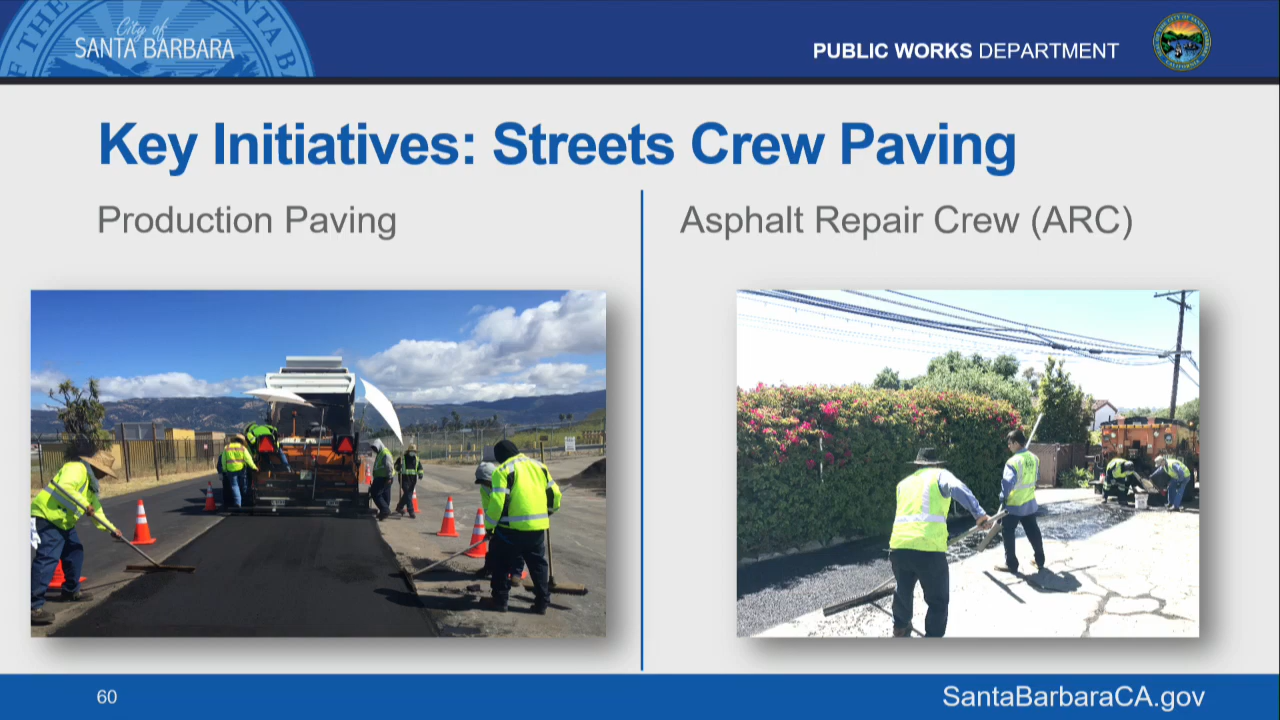 City of
SANTA BARBARA
PUBLIC WORKS DEPARTMENT
Key Initiatives: Streets Crew Paving
Production Paving
Asphalt Repair Crew (ARC)
60
SantaBarbaraCA.gov